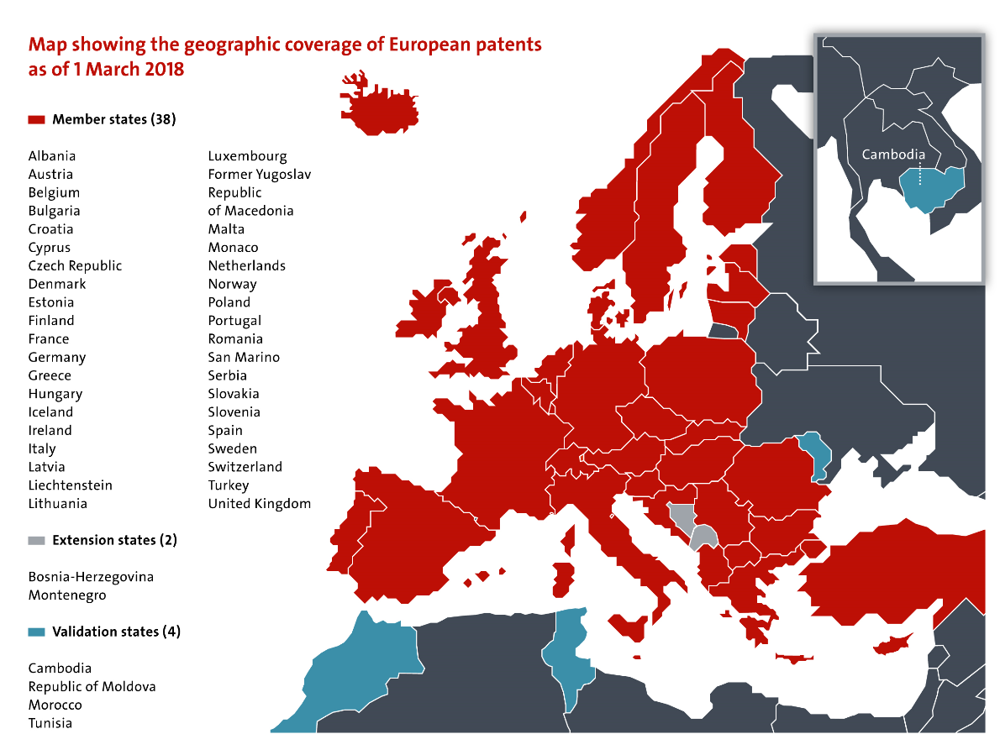 Map showing the geographic coverage of European patents
as of 1 March 2018
Member states (38)
Albania
Austria
Belgium
Bulgaria
Croatia
Cyprus
Czech Republic
Denmark
Estonia
Finland
France
Germany
Greece
Hungary
Iceland
Ireland
Italy
Latvia
Liechtenstein
Lithuania
Luxembourg
Former Yugoslav
Republic
of Macedonia
Malta
Monaco
Netherlands
Norway
Poland
Portugal
Romania
San Marino
Serbia
Slovakia
Slovenia
Spain
Sweden
Switzerland
Turkey
United Kingdom
Extension states (2)
Bosnia-Herzegovina
Montenegro
Validation states (4)
Cambodia
Republic of Moldova
Morocco
Tunisia
Cambodia